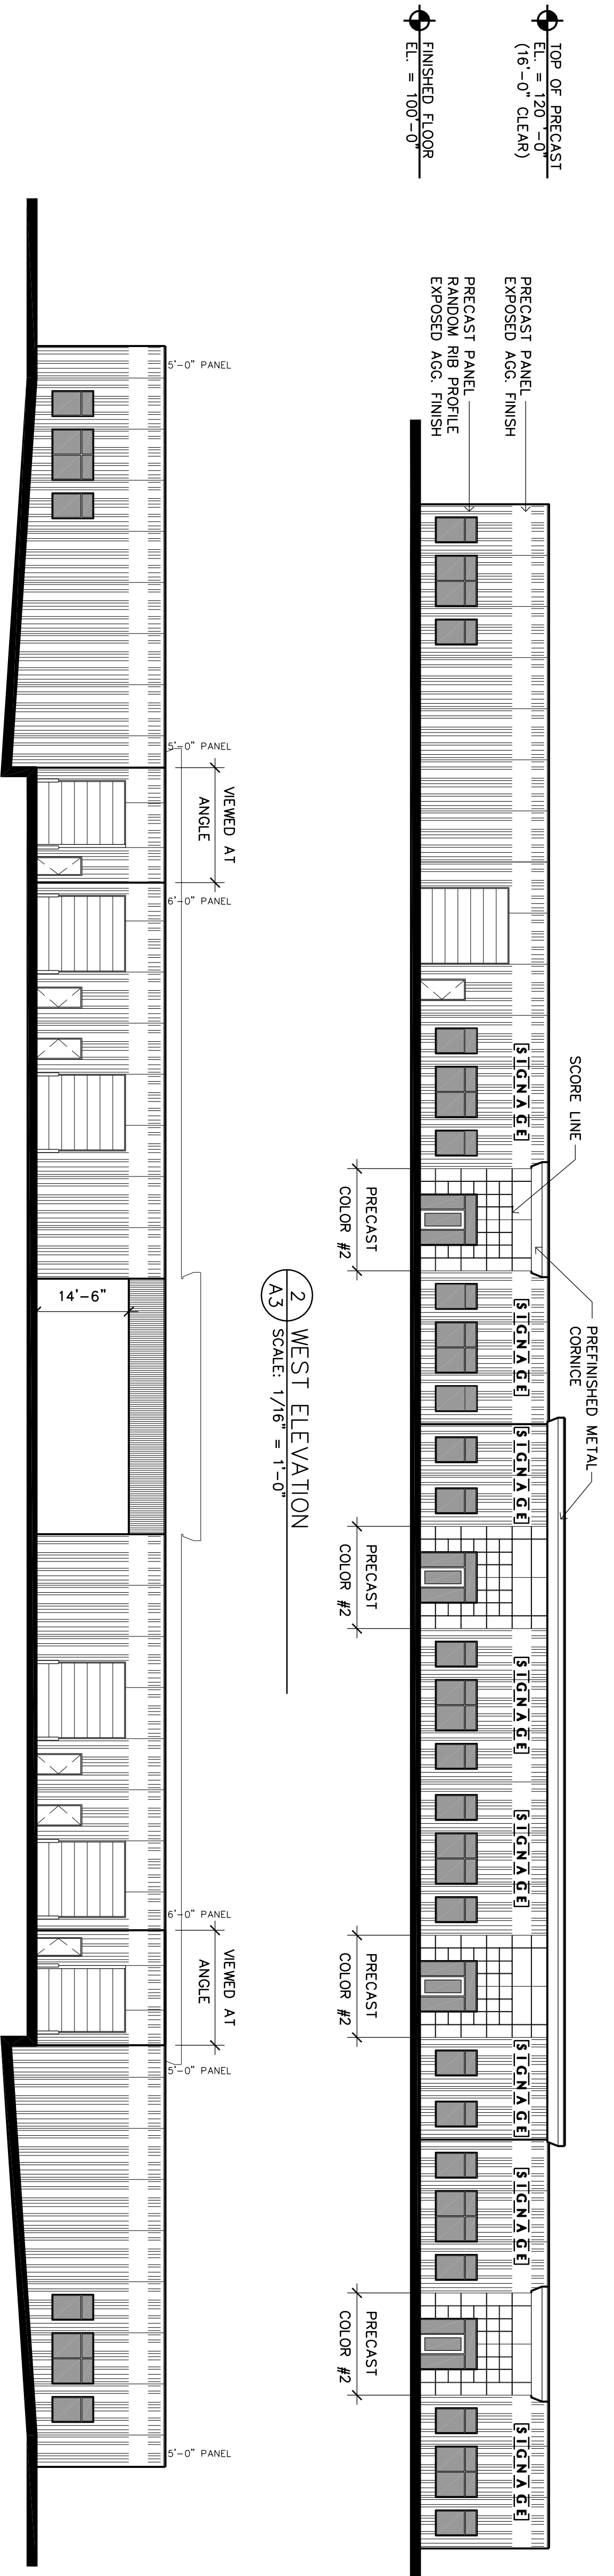 TOP OF PRECAST
EL. = 120'-0"
(16'-0" CLEAR)
FINISHED FLOOR
EL. = 100'-0"
PRECAST PANEL
EXPOSED AGG. FINISH
PRECAST PANEL
RANDOM RIB PROFILE
EXPOSED AGG. FINISH
SCORE LINE
PREFINISHED METAL
CORNICE
SIGNAGE
SIGNAGE
SIGNAGE
SIGNAGE
SIGNAGE
SIGNAGE
SIGNAGE
SIGNAGE
PRECAST
COLOR #2
PRECAST
COLOR #2
PRECAST
COLOR #2
PRECAST
COLOR #2
2
A3
WEST ELEVATION
SCALE: 1/16" = 1'-0"
5'-0" PANEL
5'-0" PANEL
VIEWED AT
ANGLE
6'-0" PANEL
14'-6"
6'-0" PANEL
VIEWED AT
ANGLE
5'-0" PANEL
5'-0" PANEL